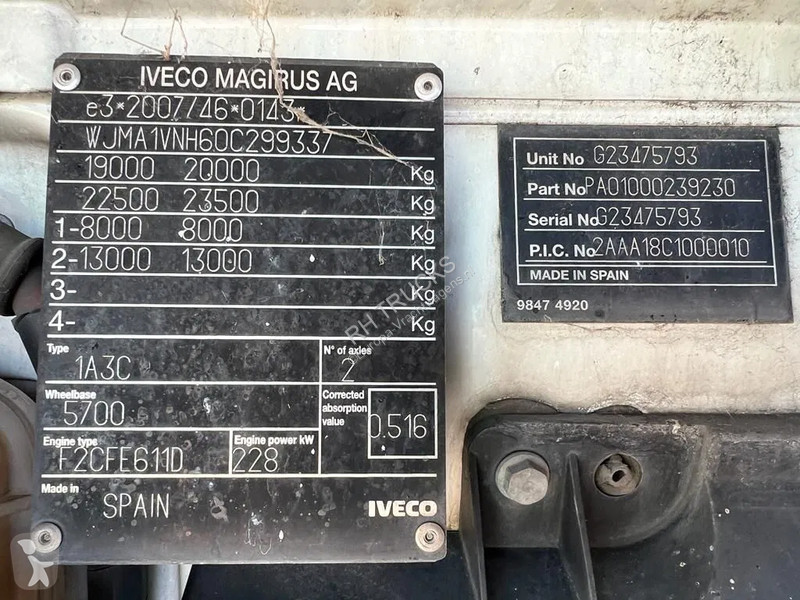 IVECO MAGIRUS AG
e3*2007/46*0143*
WJMA1VNH60C299337
19000 20000 Kg
22500 23500 Kg
1-8000 8000 Kg
2-13000 13000 Kg
3- Kg
4- Kg
Type
1A3C
N° of axles
2
Wheelbase
5700
Corrected absorption value
0.516
Engine type
F2CFE611D
Engine power kW
228
Made in
SPAIN
IVECO
Unit No G23475793
Part No PA01000239230
Serial No G23475793
P.I.C. No 2AAA18C1000010
MADE IN SPAIN
9847 4920
RH TRUCKS